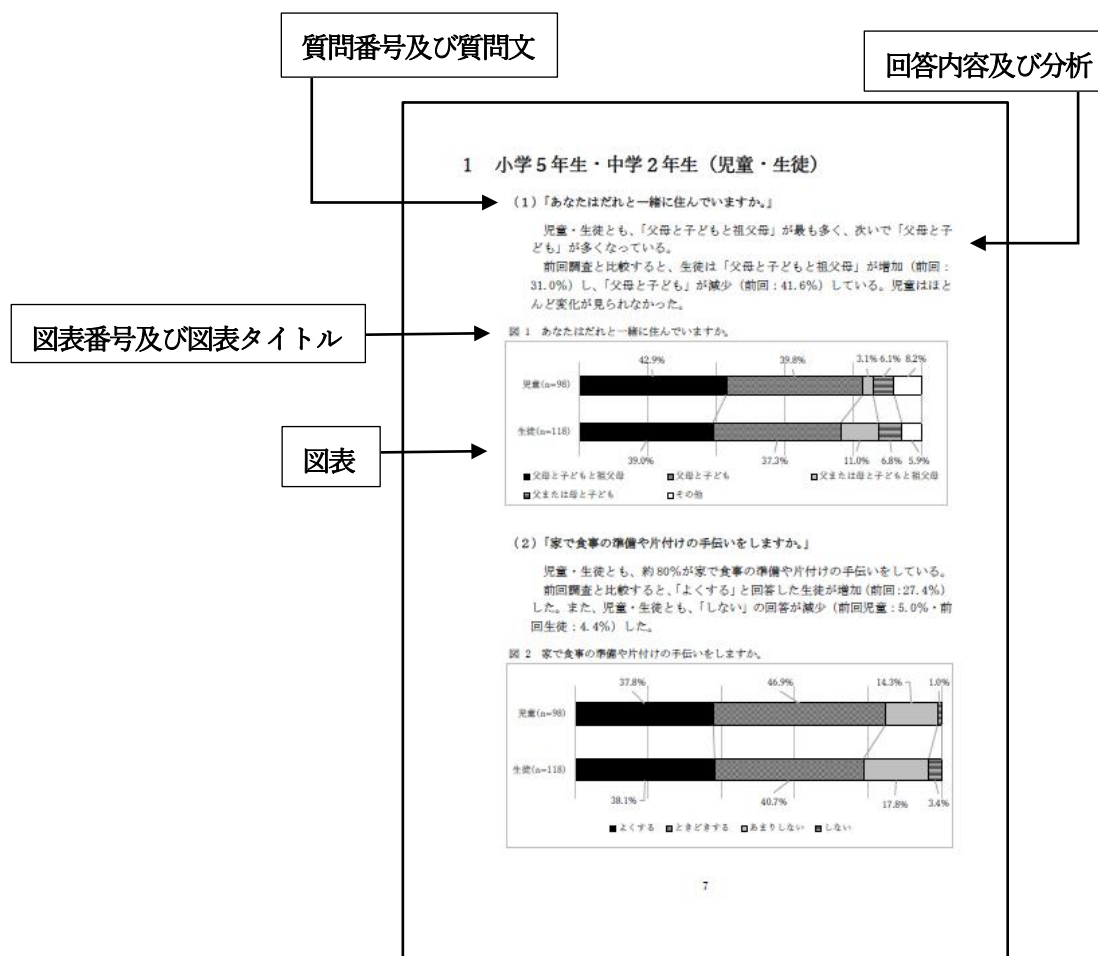 質問番号及び質問文
回答内容及び分析
1 小学5年生・中学2年生（児童・生徒）
（1）「あなたはだれと一緒に住んでいますか。」
児童・生徒とも、「父母と子どもと祖父母」が最も多く、次いで「父母と子
ども」が多くなっている。
前回調査と比較すると、生徒は「父母と子どもと祖父母」が増加（前回：
31.0%）し、「父母と子ども」が減少（前回：41.6%）している。児童はほと
んど変化が見られなかった。
図表番号及び図表タイトル
図 1 あなたはだれと一緒に住んでいますか。
42.9% 39.8% 3.1% 6.1% 8.2%
児童(n=98)
生徒(n=118)
39.0% 37.3% 11.0% 6.8% 5.9%
図表
■父母と子どもと祖父母 父母と子ども 父または母と子どもと祖父母
父または母と子ども □その他
（2）「家で食事の準備や片付けの手伝いをしますか。」
児童・生徒とも、約 80%が家で食事の準備や片付けの手伝いをしている。
前回調査と比較すると、「よくする」と回答した生徒が増加（前回：27.4%）
した。また、児童・生徒とも、「しない」の回答が減少（前回児童：5.0%・前
回生徒：4.4%）した。
図 2 家で食事の準備や片付けの手伝いをしますか。
37.8% 46.9% 14.3% 1.0%
児童(n=98)
生徒(n=118)
38.1% 40.7% 17.8% 3.4%
■よくする ときどきする あまりしない しない
7